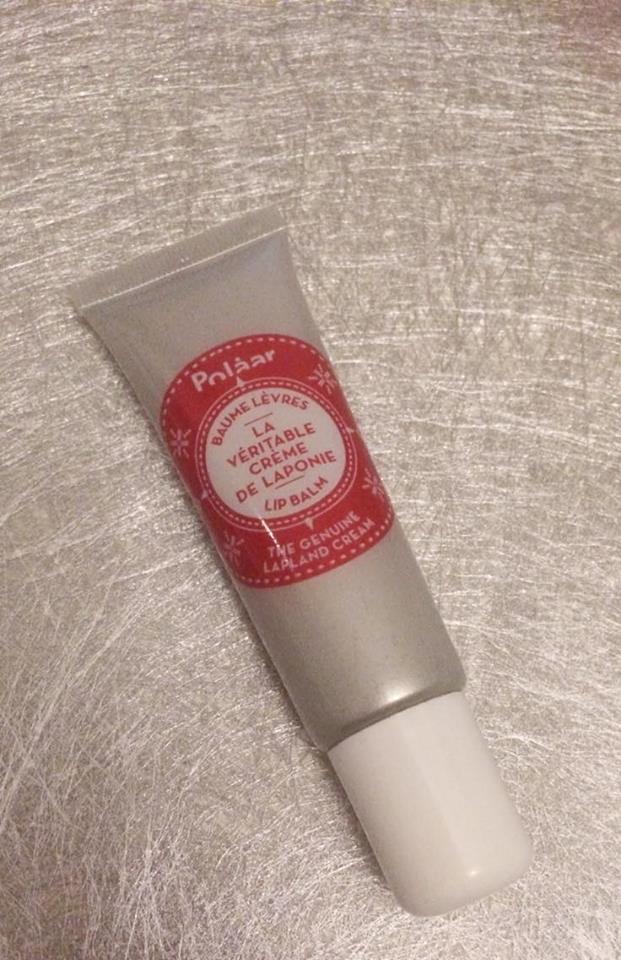 Polåar
BAUME LÈVRES
LA
VÉRITABLE
CRÈME
DE LAPONIE
LIP BALM
THE GENUINE
LAPLAND CREAM